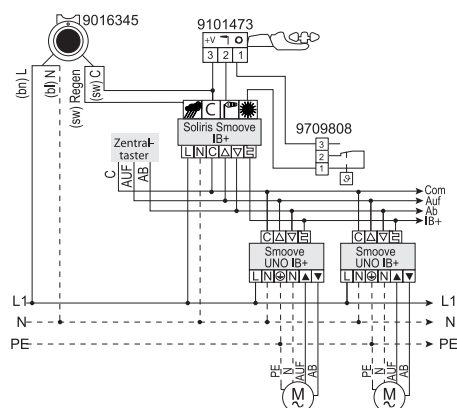 9016345
9101473
+V
3 2 1
(bn) L
(bl) N
(sw) Regen
(sw) C
C
Soliris Smoove
IB+
L N C
9709808
3
2
1
ϑ
Zentral-
taster
C
AUF
AB
Com
Auf
Ab
IB+
C
Smoove
UNO IB+
L N N
C
Smoove
UNO IB+
L N N
L1
L1
N
N
PE
PE
PE
N
AUF
AB
M
~
PE
N
AUF
AB
M
~